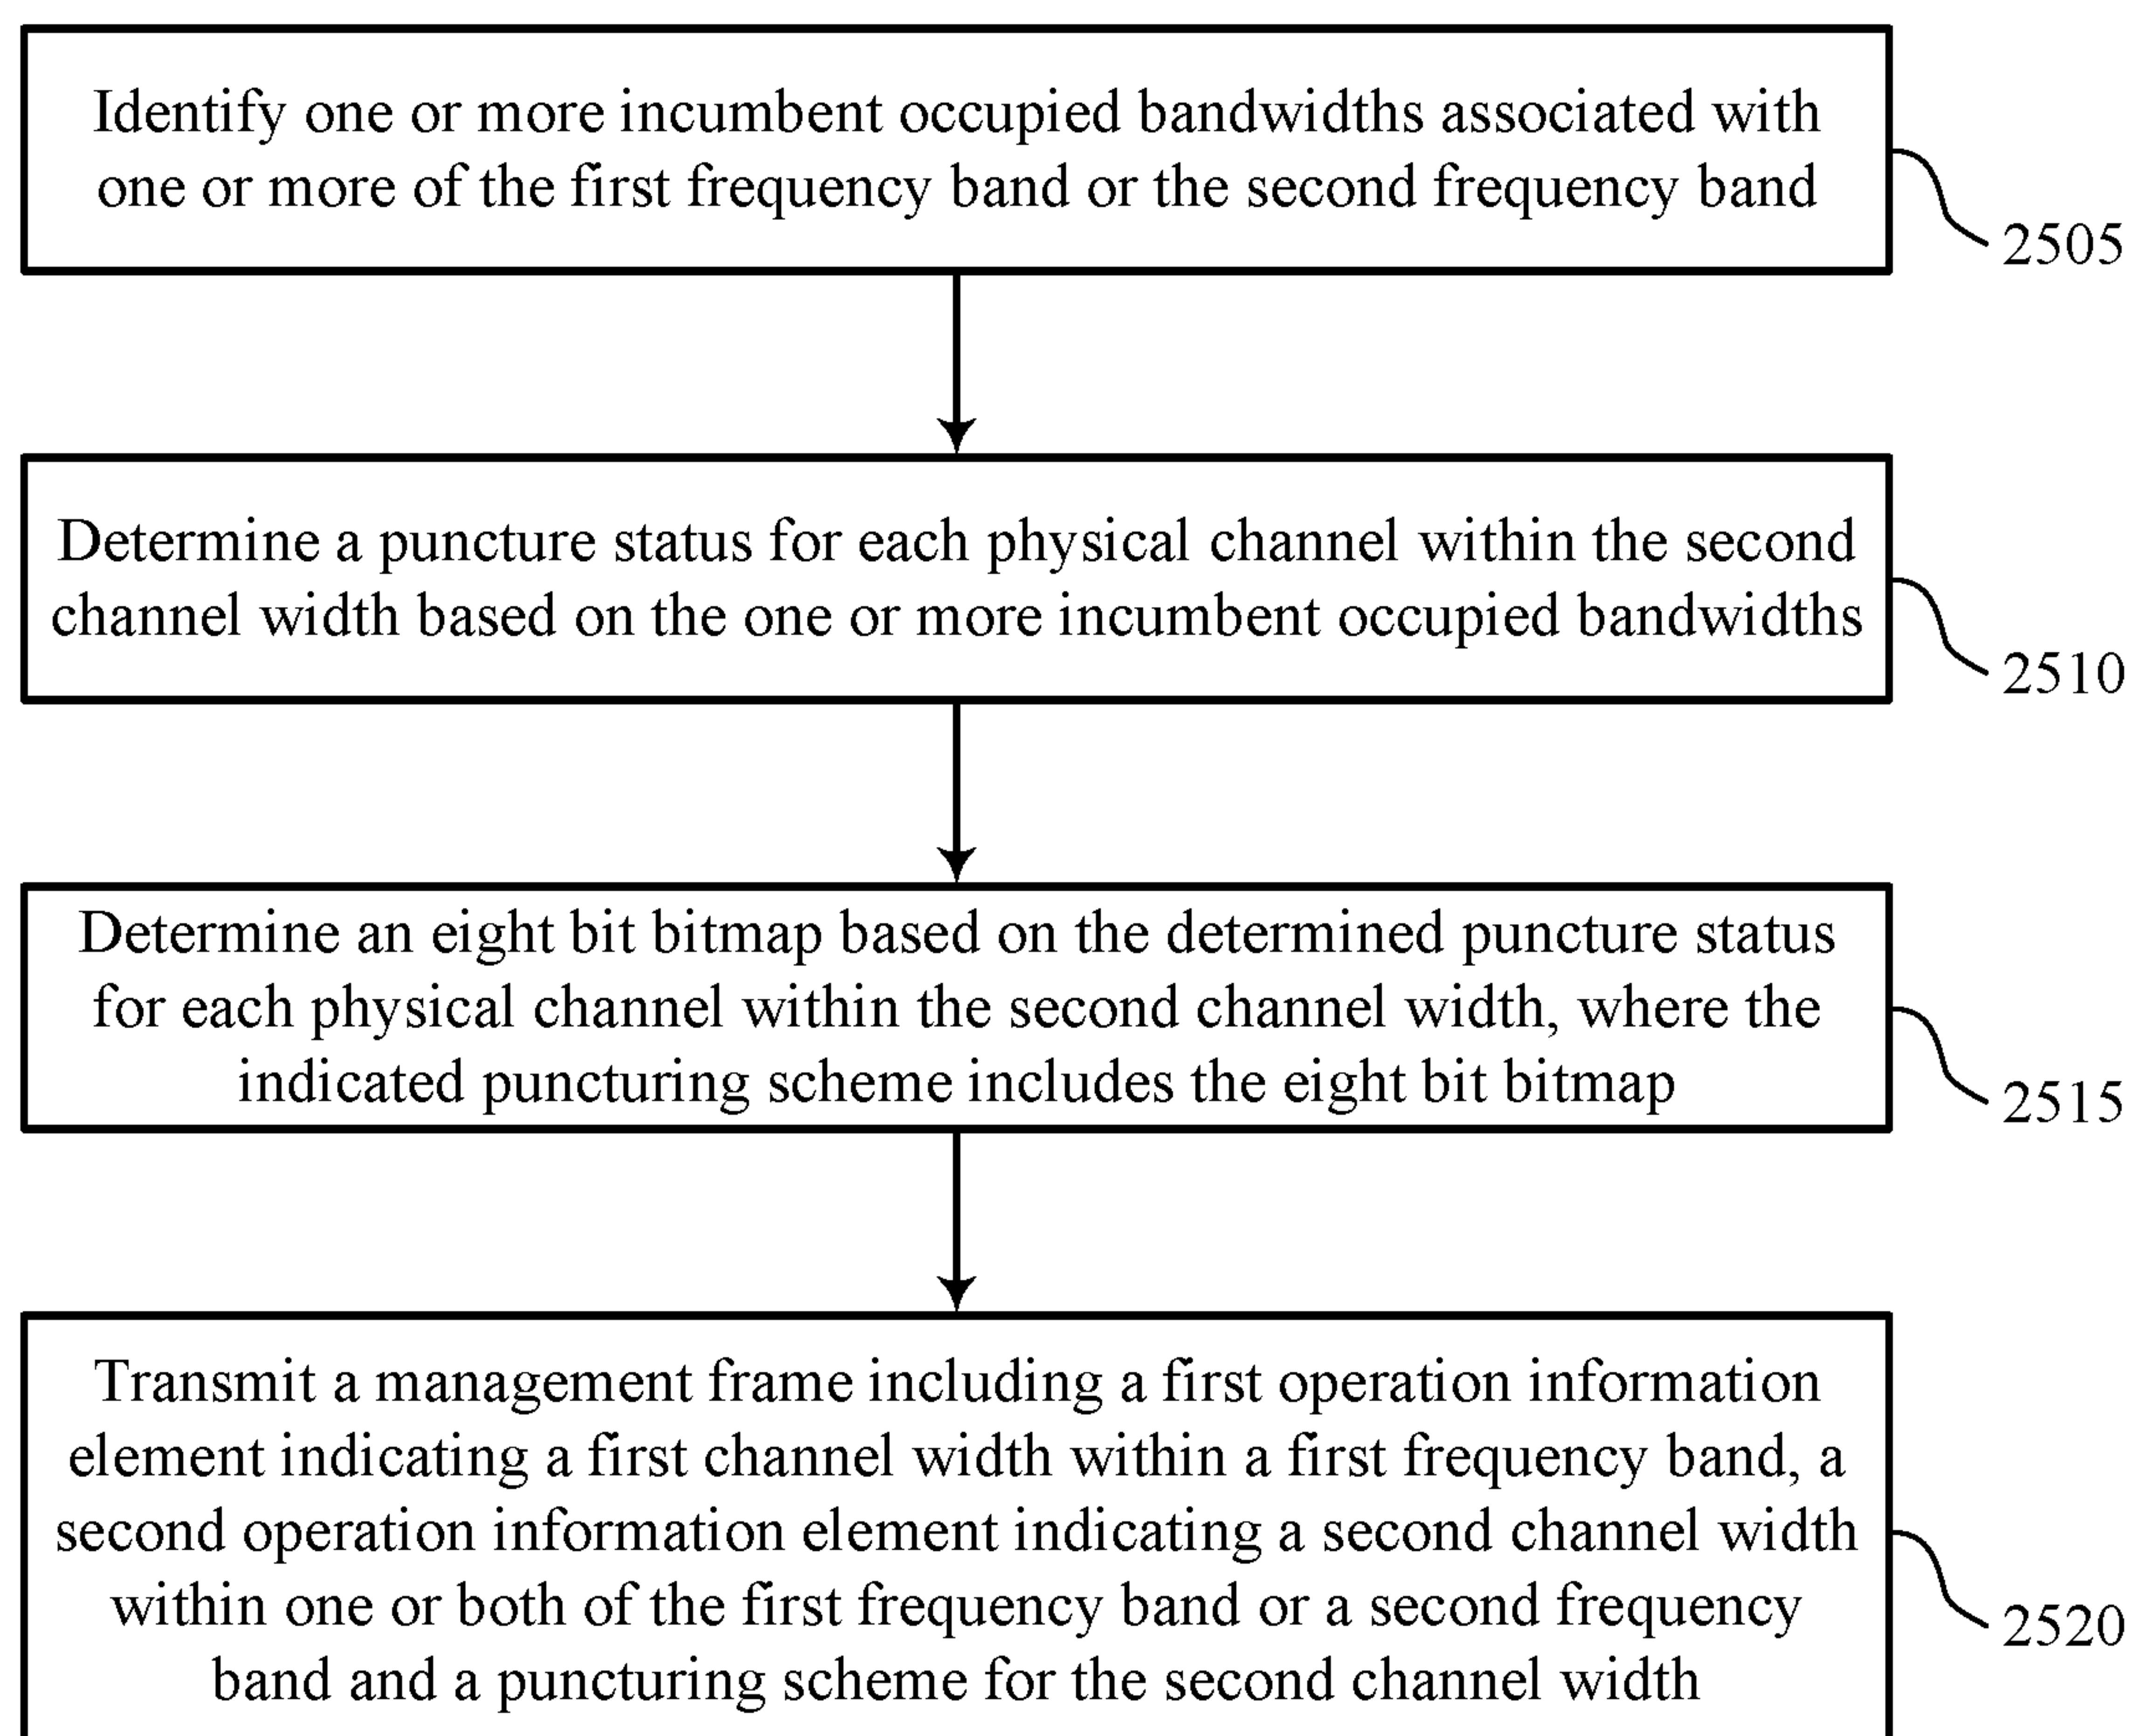 Identify one or more incumbent occupied bandwidths associated with
one or more of the first frequency band or the second frequency band
2505
Determine a puncture status for each physical channel within the second
channel width based on the one or more incumbent occupied bandwidths
2510
Determine an eight bit bitmap based on the determined puncture status
for each physical channel within the second channel width, where the
indicated puncturing scheme includes the eight bit bitmap
2515
Transmit a management frame including a first operation information
element indicating a first channel width within a first frequency band, a
second operation information element indicating a second channel width
within one or both of the first frequency band or a second frequency
band and a puncturing scheme for the second channel width
2520